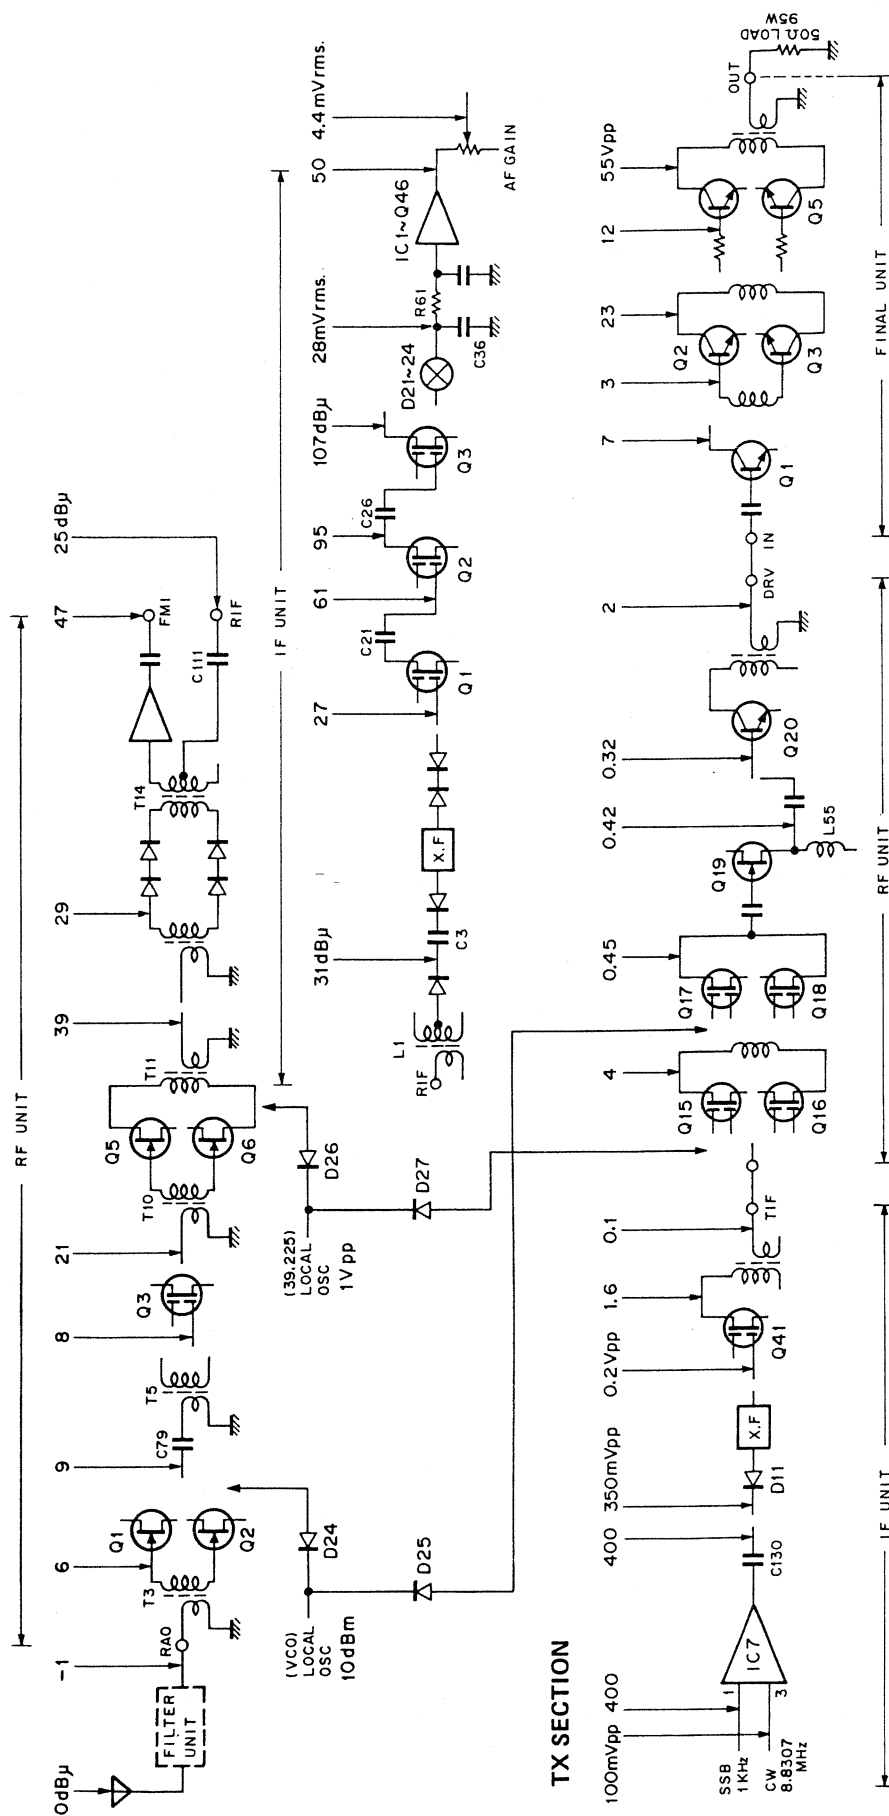 RF UNIT
0dBμ
-1
6
9
8
21
39
29
47
25dBμ
FILTER
UNIT
RAO
T3
Q1
Q2
C79
T5
Q3
T10
Q5
Q6
T11
T14
C111
FMI
RIF
D24
(VCO)
LOCAL
OSC
10dBm
D25
D26
(39.225)
LOCAL
OSC
1Vpp
D27
IF UNIT
31dBμ
27
61
95
107dBμ
28mVrms.
50
4.4mVrms.
RIF
L1
C3
X.F
Q1
C21
Q2
C26
Q3
D21~24
C36
R61
IC1~Q46
AF GAIN
TX SECTION
100mVpp
400
400
350mVpp
0.2Vpp
1.6
0.1
4
0.45
0.42
0.32
2
7
3
23
12
55Vpp
SSB
1KHz
CW
8.8307
MHz
1
3
IC7
C130
D11
X.F
Q41
TIF
Q15
Q16
Q17
Q18
Q19
L55
Q20
DRV
IN
Q1
Q2
Q3
Q5
OUT
50Ω LOAD
95W
IF UNIT
RF UNIT
FINAL UNIT